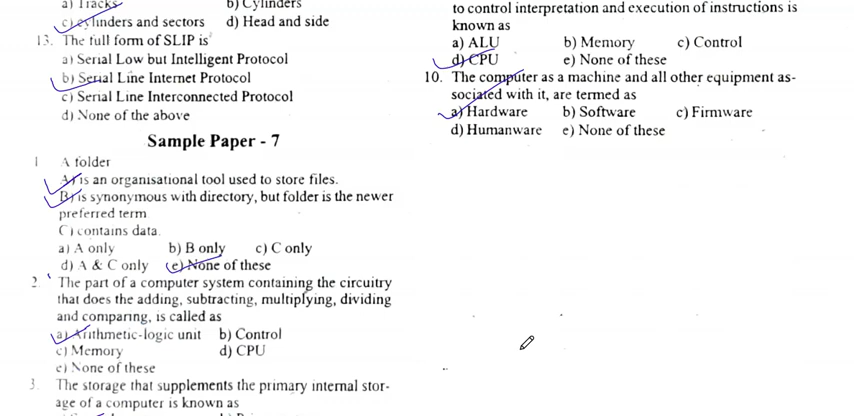 a) Tracks b) Cylinders
c) cylinders and sectors d) Head and side
13. The full form of SLIP is
a) Serial Low but Intelligent Protocol
b) Serial Line Internet Protocol
c) Serial Line Interconnected Protocol
d) None of the above
Sample Paper - 7
1 A folder
A) is an organisational tool used to store files.
B) is synonymous with directory, but folder is the newer
preferred term
C) contains data.
a) A only b) B only c) C only
d) A & C only (e) None of these
2. The part of a computer system containing the circuitry
that does the adding, subtracting, multiplying, dividing
and comparing, is called as
a) Arithmetic-logic unit b) Control
c) Memory d) CPU
e) None of these
3. The storage that supplements the primary internal stor-
age of a computer is known as
to control interpretation and execution of instructions is
known as
a) ALU b) Memory c) Control
d) CPU e) None of these
10. The computer as a machine and all other equipment as-
sociated with it, are termed as
a) Hardware b) Software c) Firmware
d) Humanware e) None of these